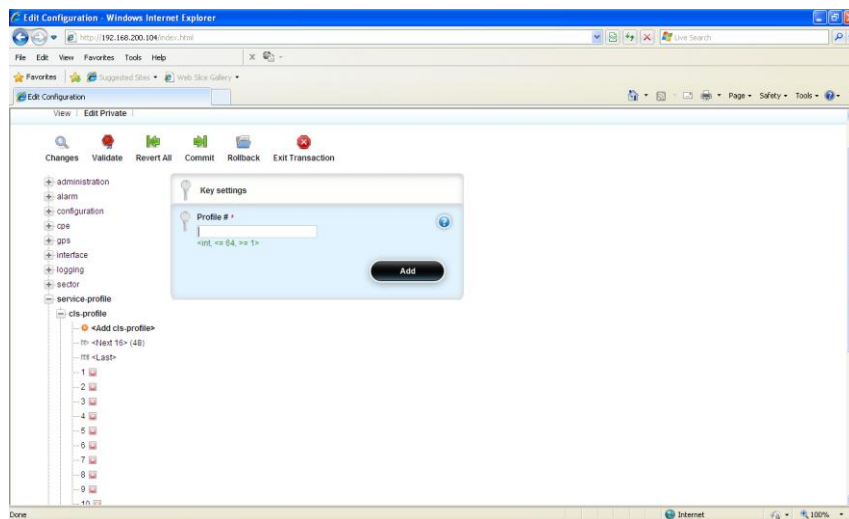 Edit Configuration - Windows Internet Explorer
http://192.168.200.104/index.html
Live Search
File Edit View Favorites Tools Help
Favorites Suggested Sites Web Slice Gallery
Edit Configuration
Page Safety Tools
View Edit Private
Changes Validate Revert All Commit Rollback Exit Transaction
administration
alarm
configuration
cpe
gps
interface
logging
sector
service-profile
cls-profile
<Add cls-profile>
<Next 16> (48)
<Last>
1
2
3
4
5
6
7
8
9
10
Key settings
Profile # *
<int, <= 64, >= 1>
Add
Done
Internet
100%